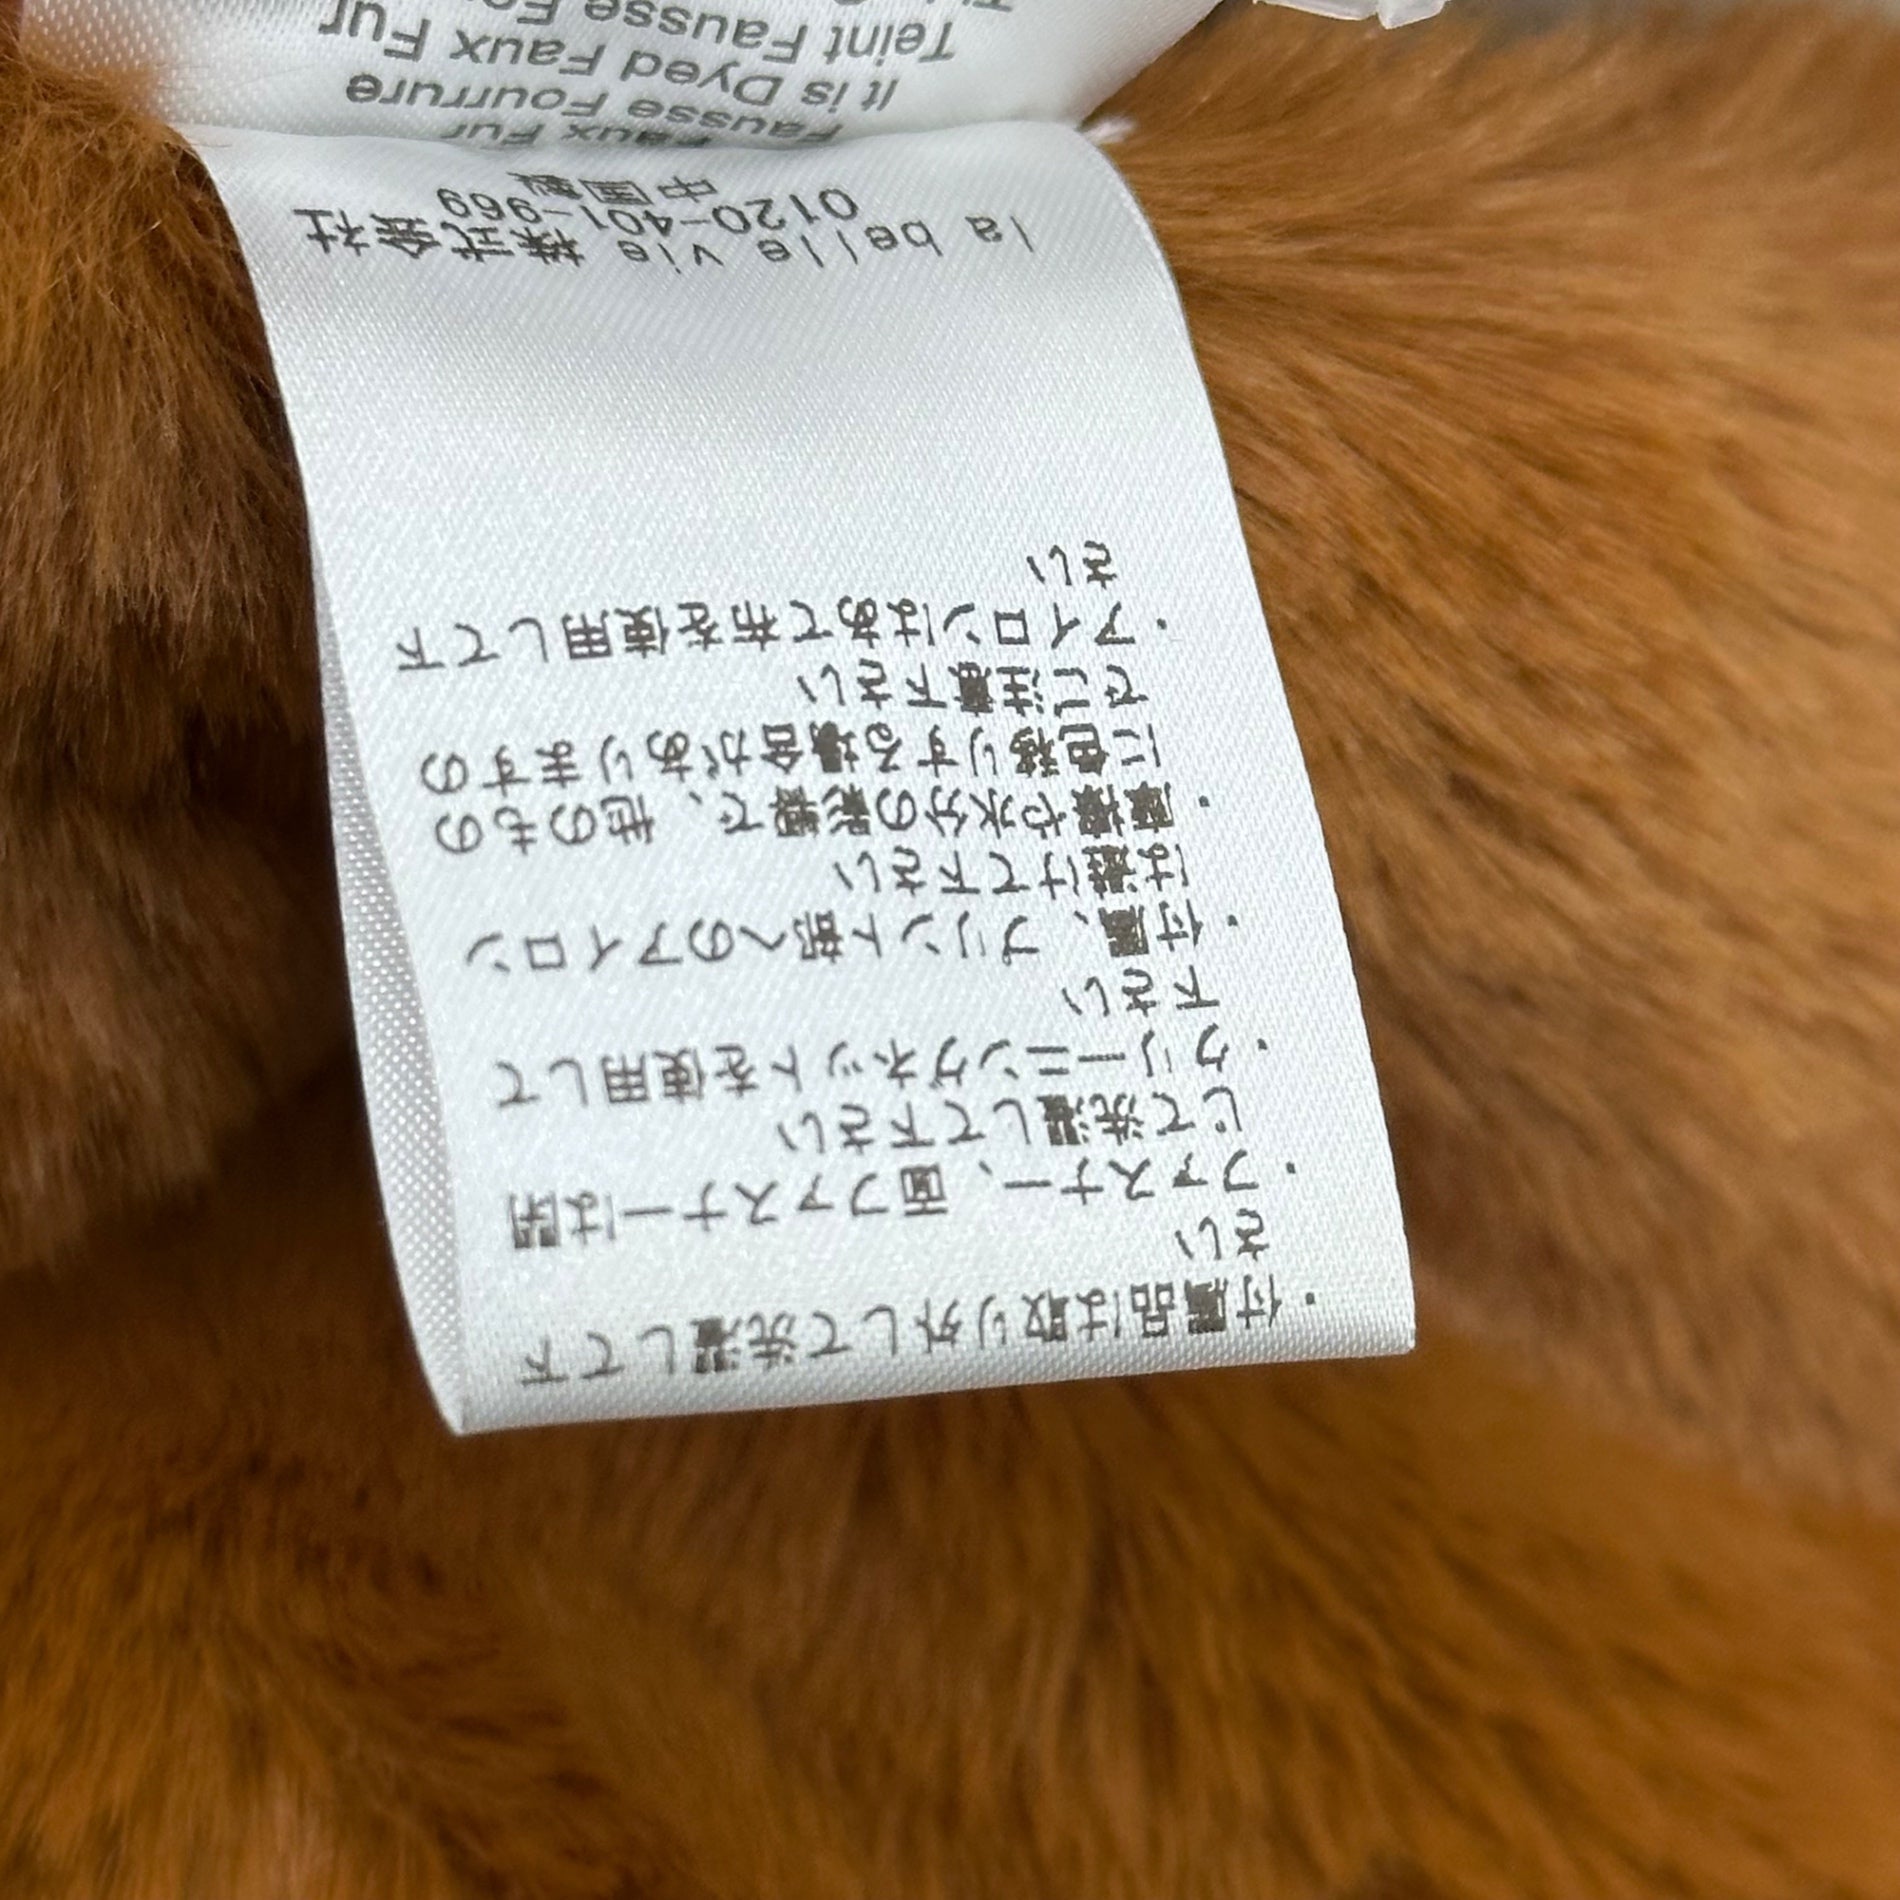 ・付属品は取り外して洗濯して下
さい
・ファスナー、面ファスナーは閉
じて洗濯して下さい
・クリーニングネットを使用して
下さい
・付属、プリント部へのアイロン
は避けて下さい
・摩擦や水分の影響で、他のもの
に色移りする場合がありますの
でご注意下さい
・アイロンはあて布を使用して下
さい
la belle vie 株式会社
0120-401-969
中国製
Faux Fur
Fausse Fourrure
It is Dyed Faux Fur
Teint Fausse